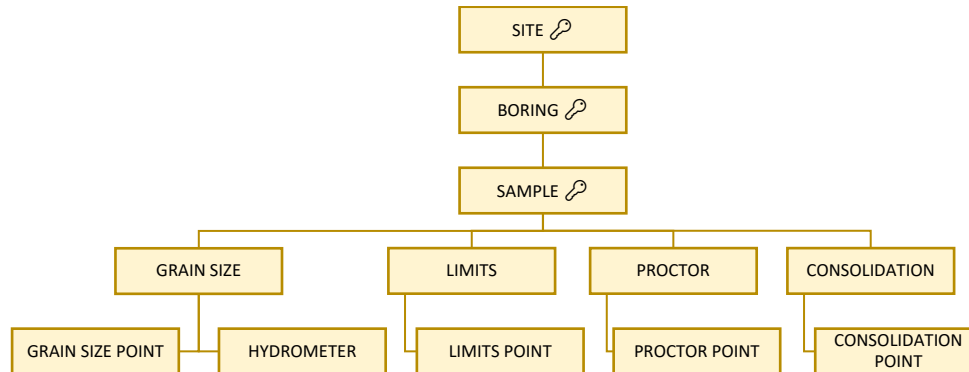 SITE
BORING
SAMPLE
GRAIN SIZE
LIMITS
PROCTOR
CONSOLIDATION
GRAIN SIZE POINT
HYDROMETER
LIMITS POINT
PROCTOR POINT
CONSOLIDATION
POINT